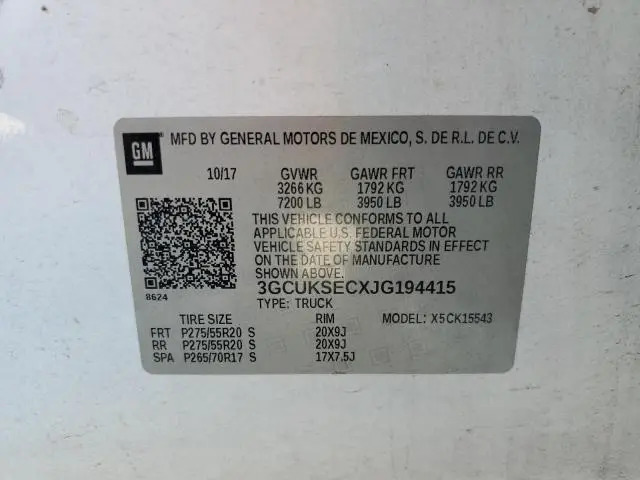 GM® MFD BY GENERAL MOTORS DE MEXICO, S. DE R.L. DE C.V.
10/17 GVWR GAWR FRT GAWR RR
3266 KG 1792 KG 1792 KG
7200 LB 3950 LB 3950 LB
THIS VEHICLE CONFORMS TO ALL
APPLICABLE U.S. FEDERAL MOTOR
VEHICLE SAFETY STANDARDS IN EFFECT
ON THE DATE OF MANUFACTURE
SHOWN ABOVE.
8624
3GCUKSECXJG194415
TYPE: TRUCK
TIRE SIZE RIM MODEL: X5 CK15543
FRT P275/55R20 S 20X9J
RR P275/55R20 S 20X9J
SPA P265/70R17 S 17X7.5J